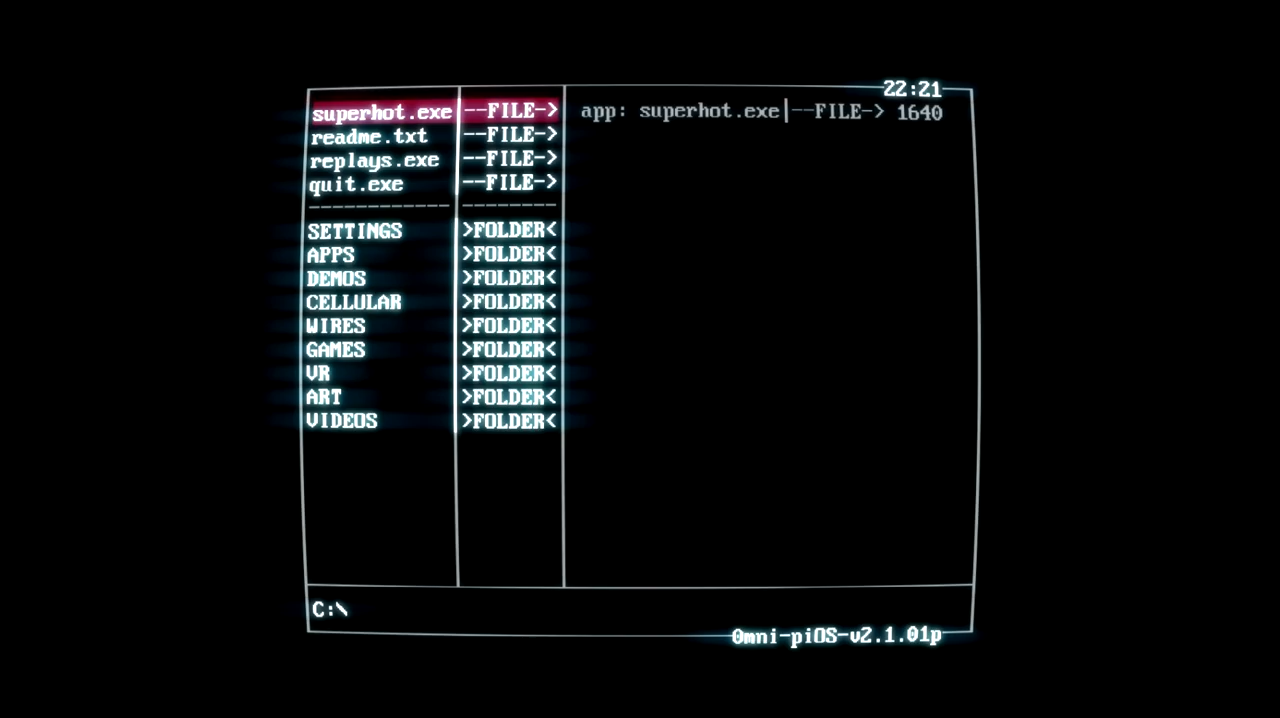 22:21
superhot.exe --FILE-> app: superhot.exe|--FILE-> 1640
readme.txt --FILE->
replays.exe --FILE->
quit.exe --FILE->
------------ --------
SETTINGS >FOLDER<
APPS >FOLDER<
DEMOS >FOLDER<
CELLULAR >FOLDER<
WIRES >FOLDER<
GAMES >FOLDER<
VR >FOLDER<
ART >FOLDER<
VIDEOS >FOLDER<
C:\
0mni-piOS-v2.1.01p